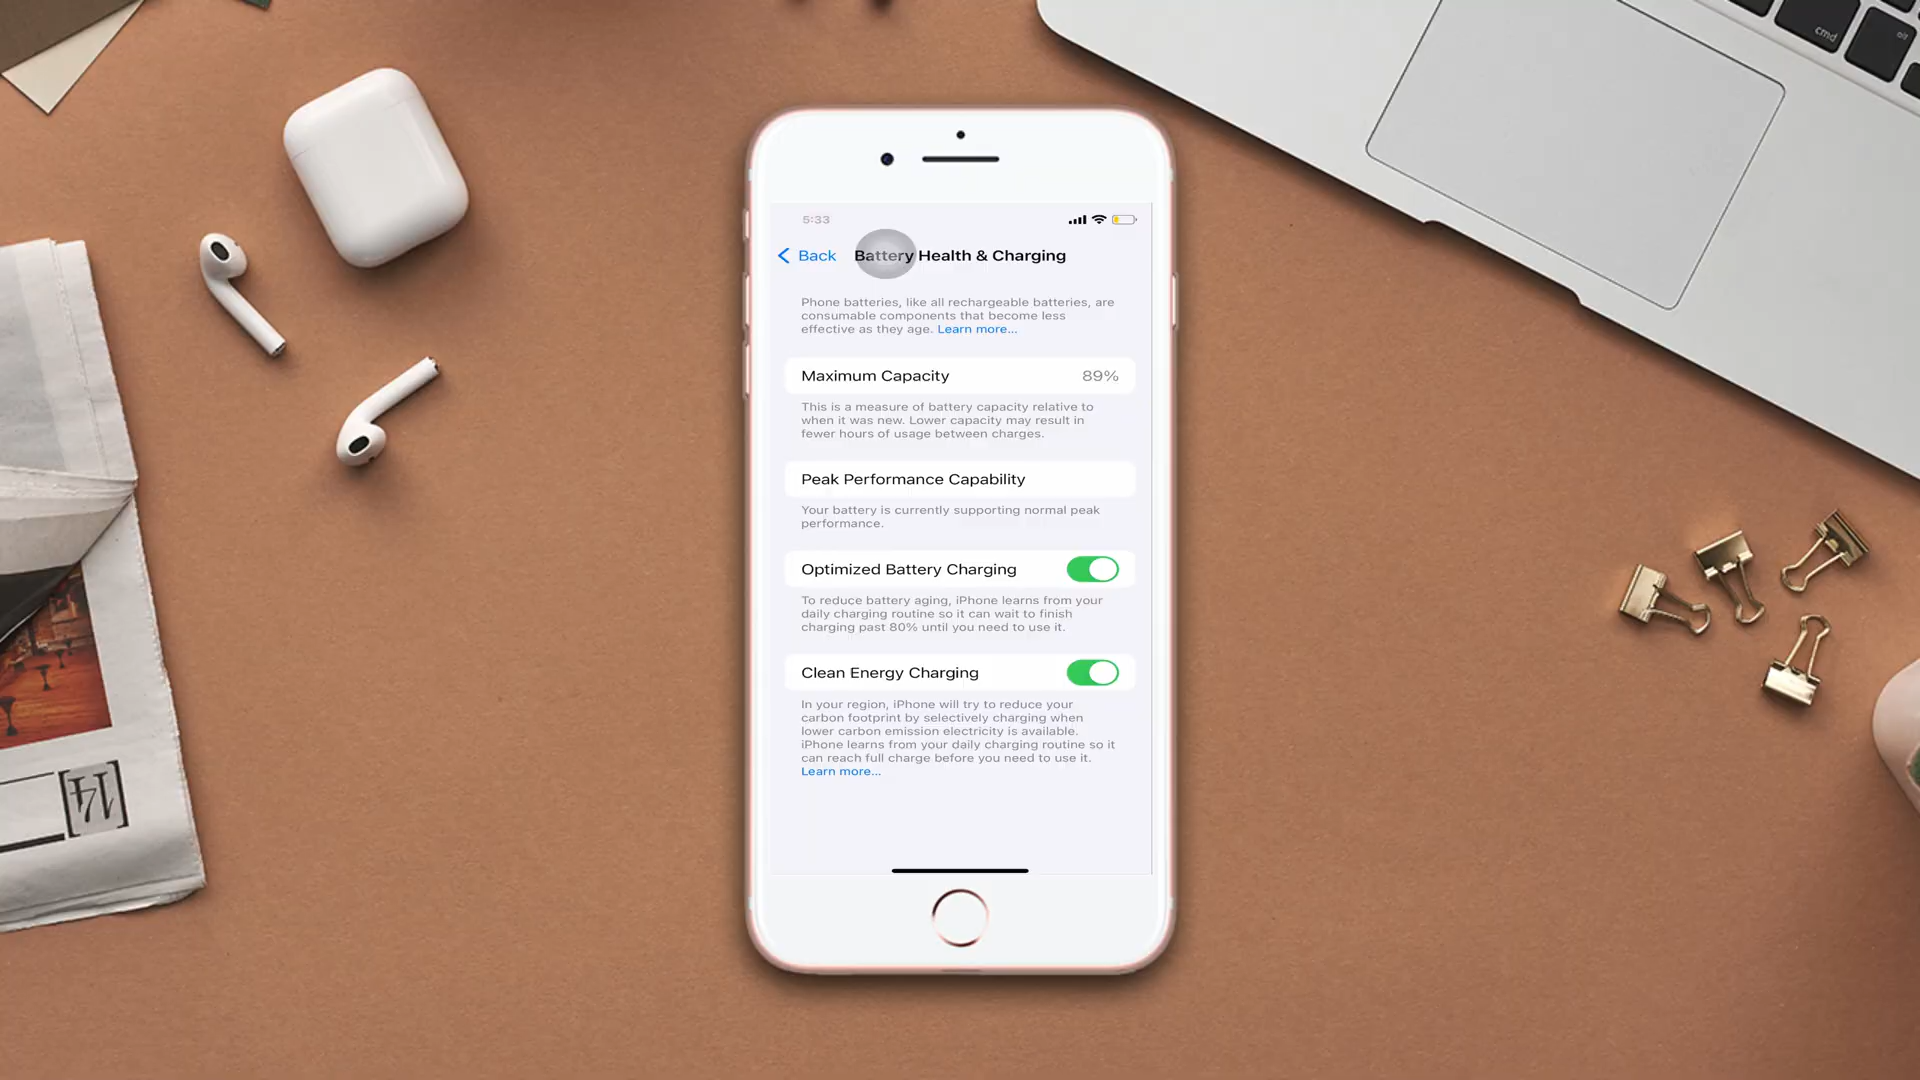 cmd
alt
5:33
Back Battery Health & Charging
Phone batteries, like all rechargeable batteries, are
consumable components that become less
effective as they age. Learn more...
Maximum Capacity 89%
This is a measure of battery capacity relative to
when it was new. Lower capacity may result in
fewer hours of usage between charges.
Peak Performance Capability
Your battery is currently supporting normal peak
performance.
Optimized Battery Charging
To reduce battery aging, iPhone learns from your
daily charging routine so it can wait to finish
charging past 80% until you need to use it.
Clean Energy Charging
In your region, iPhone will try to reduce your
carbon footprint by selectively charging when
lower carbon emission electricity is available.
iPhone learns from your daily charging routine so it
can reach full charge before you need to use it.
Learn more...